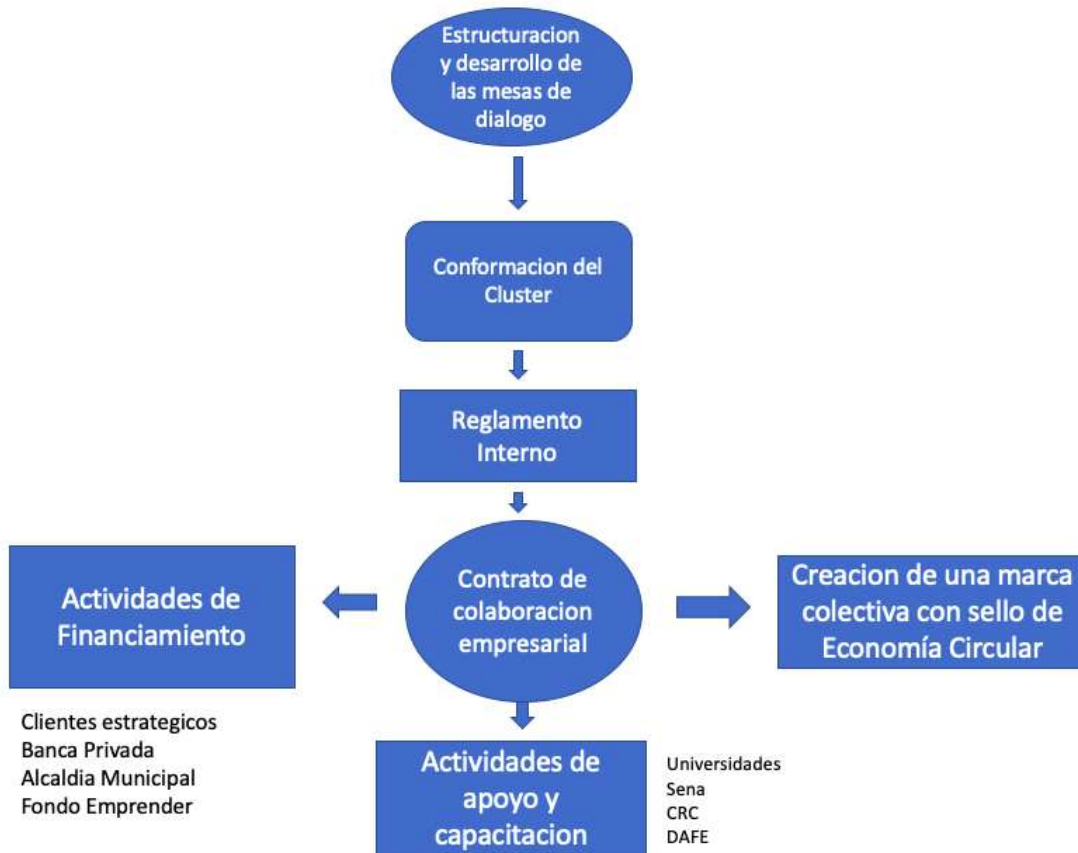 Estructuracion
y desarrollo de
las mesas de
dialogo
Conformacion del
Cluster
Reglamento
Interno
Contrato de
colaboracion
empresarial
Actividades de
Financiamiento
Clientes estrategicos
Banca Privada
Alcaldia Municipal
Fondo Emprender
Creacion de una marca
colectiva con sello de
Economía Circular
Actividades de
apoyo y
capacitacion
Universidades
Sena
CRC
DAFE